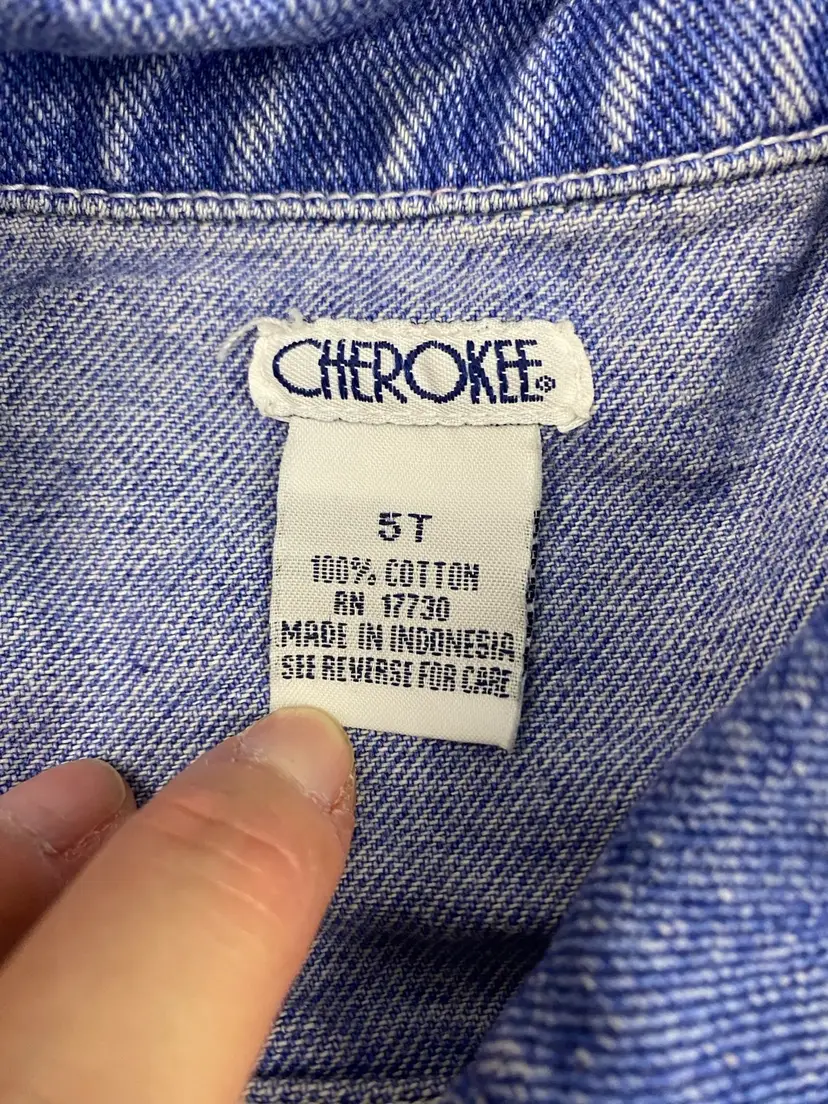 CHEROKEE®
5T
100% COTTON
RN 17730
MADE IN INDONESIA
SEE REVERSE FOR CARE